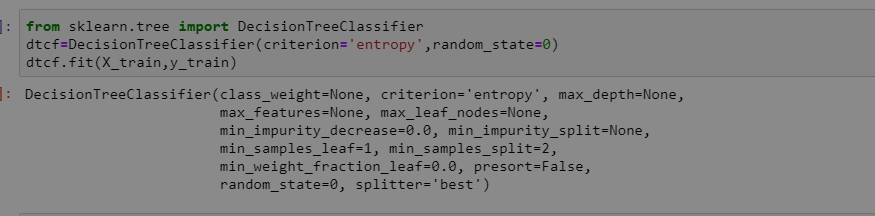 ]: from sklearn.tree import DecisionTreeClassifier
dtcf=DecisionTreeClassifier(criterion='entropy',random_state=0)
dtcf.fit(X_train,y_train)
]: DecisionTreeClassifier(class_weight=None, criterion='entropy', max_depth=None,
max_features=None, max_leaf_nodes=None,
min_impurity_decrease=0.0, min_impurity_split=None,
min_samples_leaf=1, min_samples_split=2,
min_weight_fraction_leaf=0.0, presort=False,
random_state=0, splitter='best')